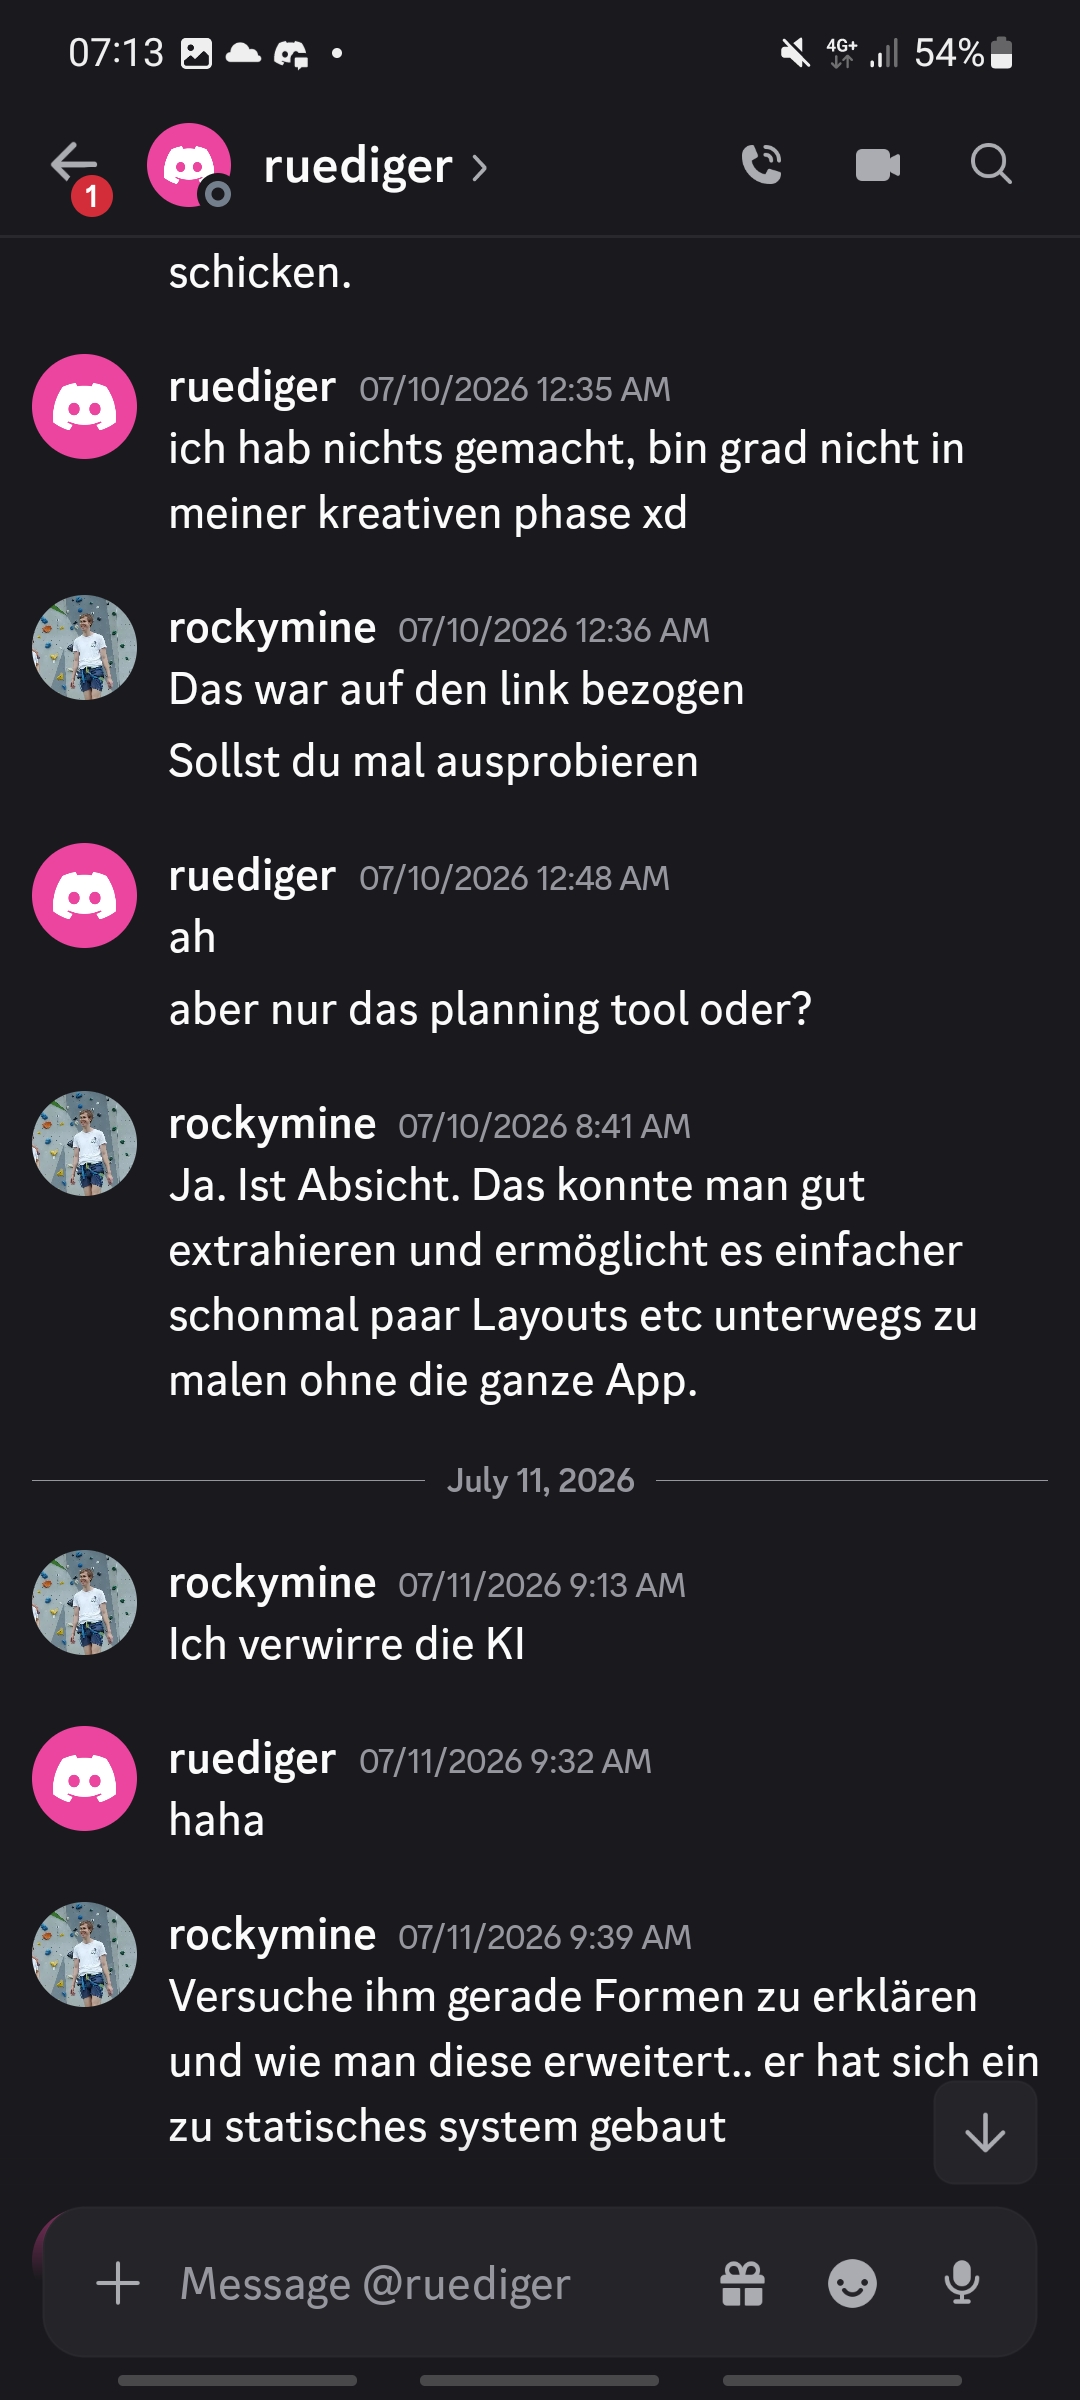 07:13
4G+
54%
1
ruediger
schicken.
ruediger 07/10/2026 12:35 AM
ich hab nichts gemacht, bin grad nicht in
meiner kreativen phase xd
rockymine 07/10/2026 12:36 AM
Das war auf den link bezogen
Sollst du mal ausprobieren
ruediger 07/10/2026 12:48 AM
ah
aber nur das planning tool oder?
rockymine 07/10/2026 8:41 AM
Ja. Ist Absicht. Das konnte man gut
extrahieren und ermöglicht es einfacher
schonmal paar Layouts etc unterwegs zu
malen ohne die ganze App.
July 11, 2026
rockymine 07/11/2026 9:13 AM
Ich verwirre die KI
ruediger 07/11/2026 9:32 AM
haha
rockymine 07/11/2026 9:39 AM
Versuche ihm gerade Formen zu erklären
und wie man diese erweitert.. er hat sich ein
zu statisches system gebaut
Message @ruediger